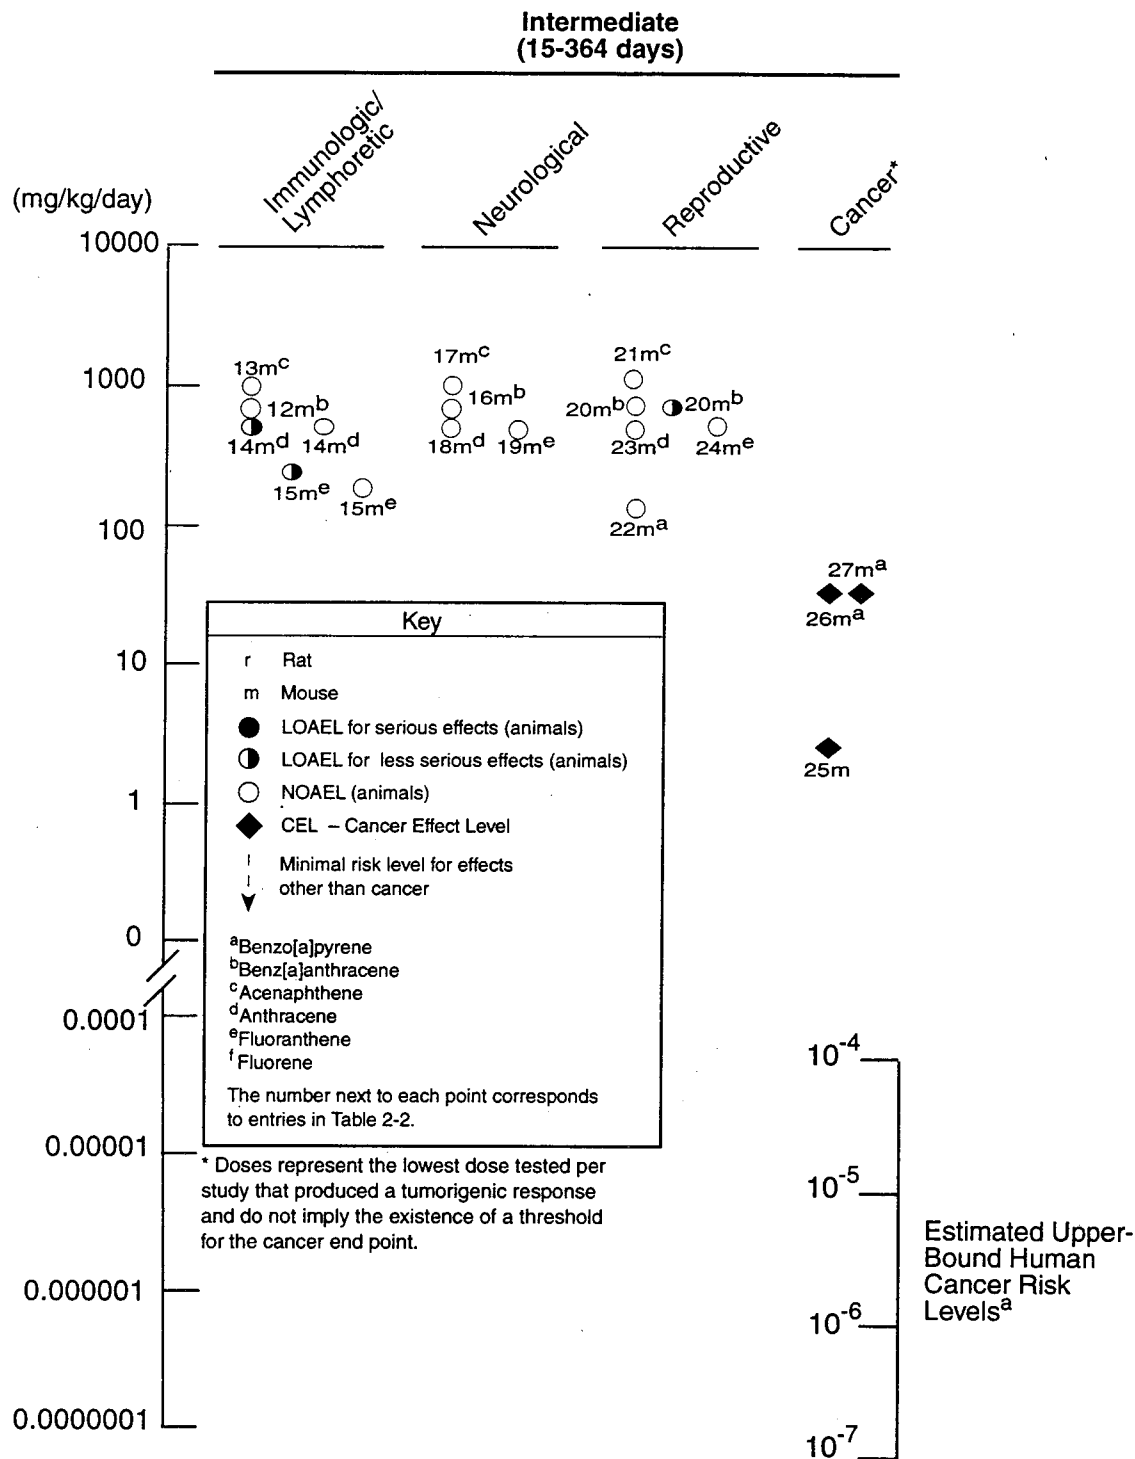 Intermediate
(15-364 days)
Immunologic/
Lymphoretic
Neurological
Reproductive
Cancer*
(mg/kg/day)
10000
1000
100
10
1
0
0.0001
0.00001
0.000001
0.0000001
13mc
12mb
14md 14md
15me
15me
17mc
16mb
18md 19me
21mc
20mb 20mb
23md 24me
22ma
27ma
26ma
25m
Key
r Rat
m Mouse
LOAEL for serious effects (animals)
LOAEL for less serious effects (animals)
NOAEL (animals)
CEL – Cancer Effect Level
Minimal risk level for effects
other than cancer
aBenzo[a]pyrene
bBenz[a]anthracene
cAcenaphthene
dAnthracene
eFluoranthene
fFluorene
The number next to each point corresponds
to entries in Table 2-2.
* Doses represent the lowest dose tested per
study that produced a tumorigenic response
and do not imply the existence of a threshold
for the cancer end point.
10-4
10-5
10-6
10-7
Estimated Upper-
Bound Human
Cancer Risk
Levelsa